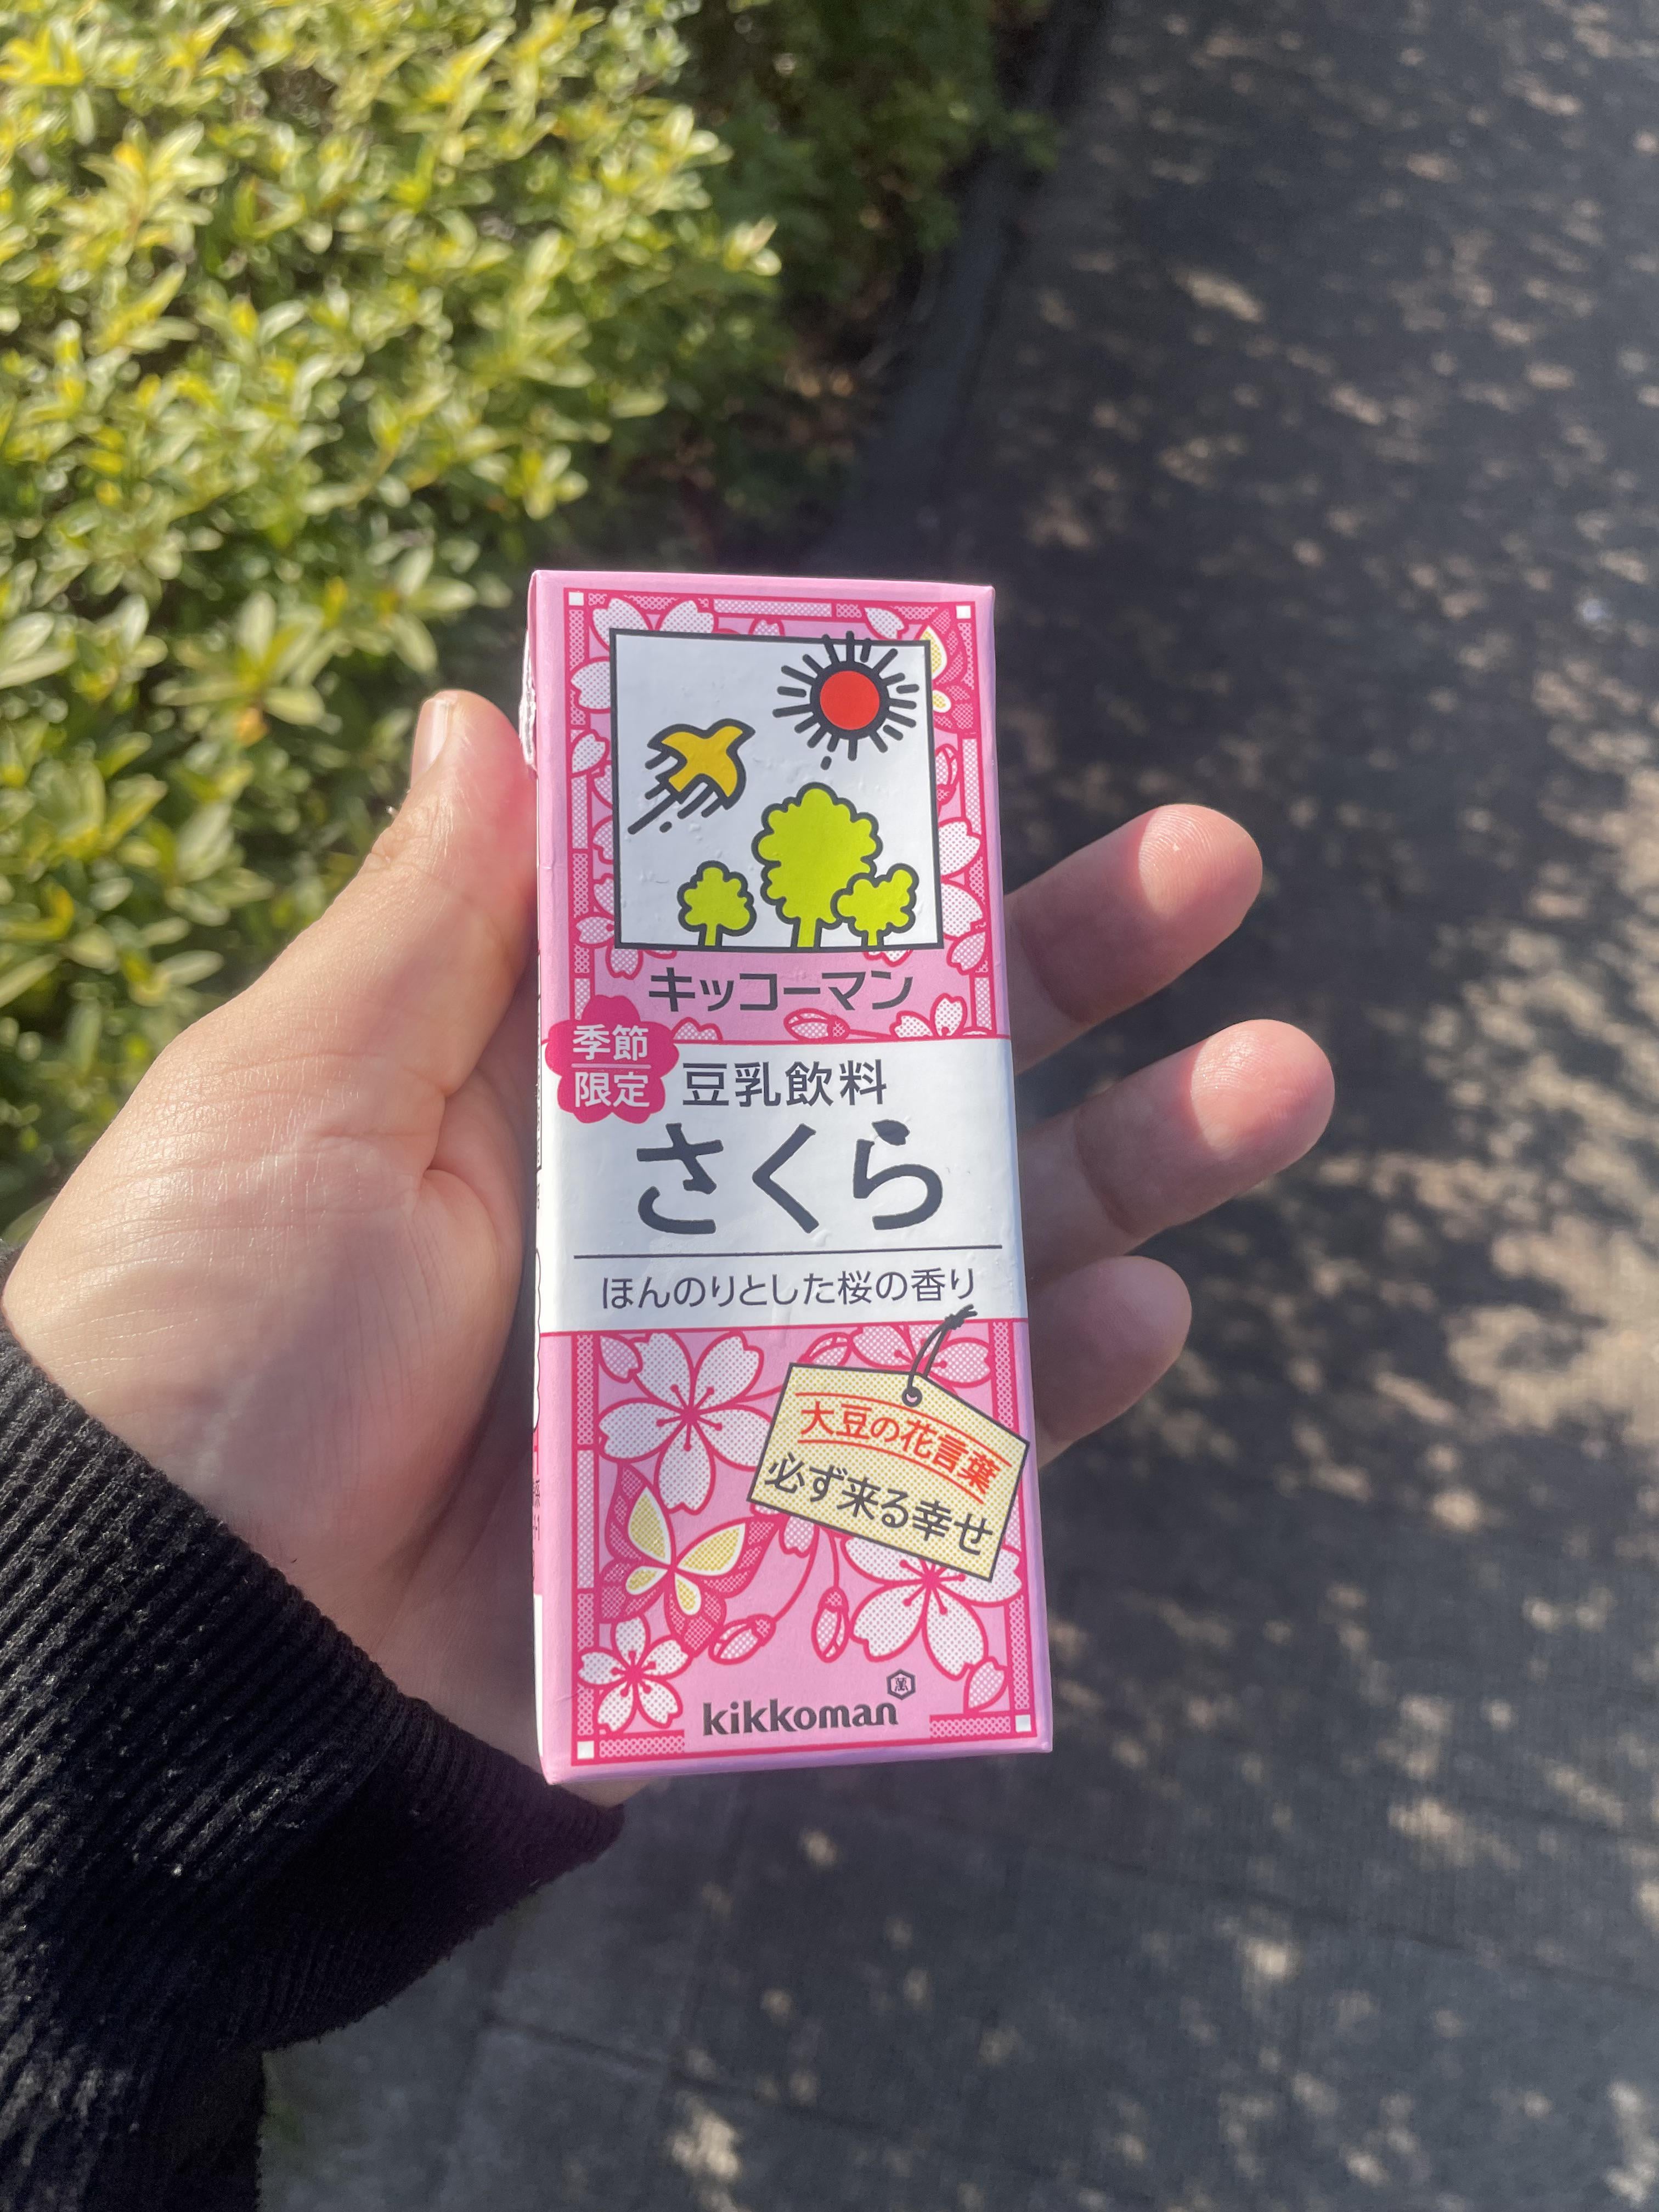 キッコーマン
季節
限定
豆乳飲料
さくら
ほんのりとした桜の香り
大豆の花言葉
必ず来る幸せ
kikkoman
萬